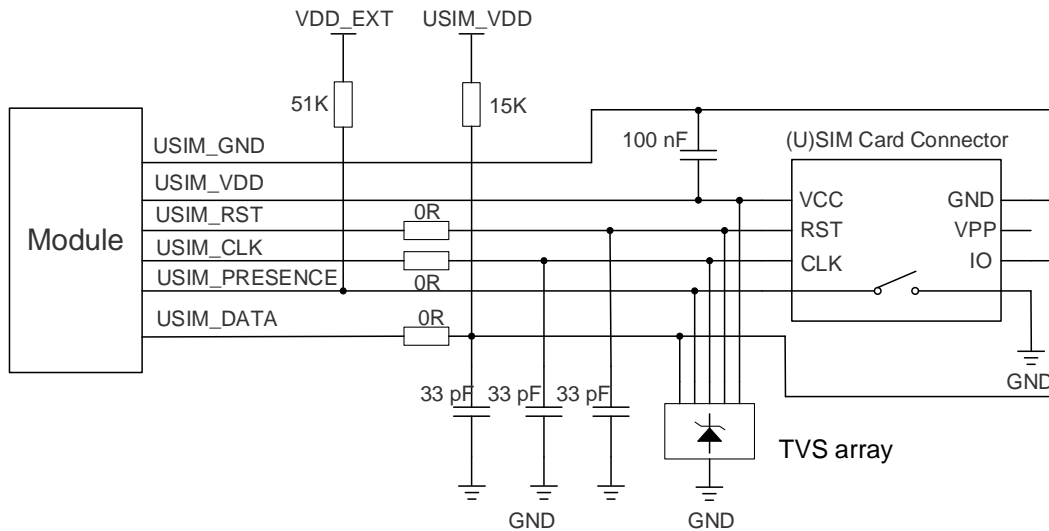 VDD_EXT USIM_VDD
51K 15K
100 nF (U)SIM Card Connector
USIM_GND
USIM_VDD VCC GND
Module USIM_RST 0R RST VPP
USIM_CLK CLK IO
USIM_PRESENCE 0R
USIM_DATA 0R
GND
33 pF 33 pF 33 pF
TVS array
GND GND